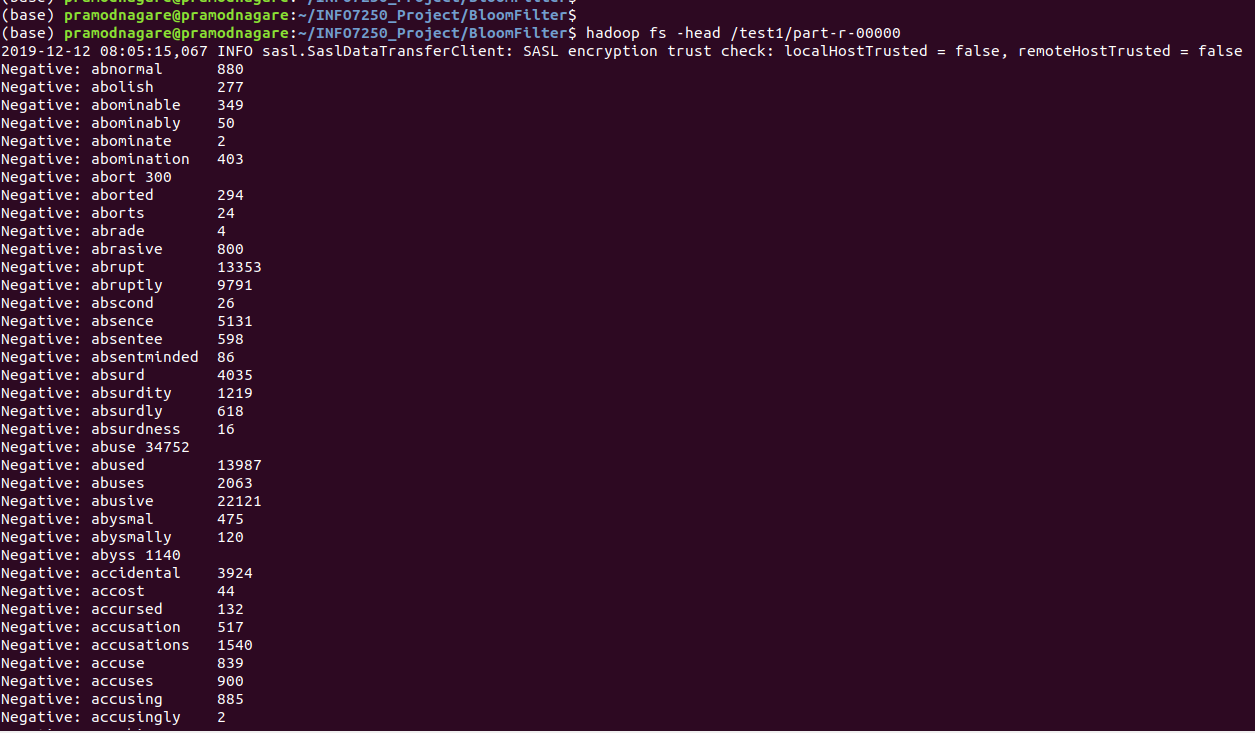 (base) pramodnagare@pramodnagare:~/INFO7250_Project/BloomFilter$
(base) pramodnagare@pramodnagare:~/INFO7250_Project/BloomFilter$
(base) pramodnagare@pramodnagare:~/INFO7250_Project/BloomFilter$ hadoop fs -head /test1/part-r-00000
2019-12-12 08:05:15,067 INFO sasl.SaslDataTransferClient: SASL encryption trust check: localHostTrusted = false, remoteHostTrusted = false
Negative: abnormal	880
Negative: abolish	277
Negative: abominable	349
Negative: abominably	50
Negative: abominate	2
Negative: abomination	403
Negative: abort	300
Negative: aborted	294
Negative: aborts	24
Negative: abrade	4
Negative: abrasive	800
Negative: abrupt	13353
Negative: abruptly	9791
Negative: abscond	26
Negative: absence	5131
Negative: absentee	598
Negative: absentminded	86
Negative: absurd	4035
Negative: absurdity	1219
Negative: absurdly	618
Negative: absurdness	16
Negative: abuse	34752
Negative: abused	13987
Negative: abuses	2063
Negative: abusive	22121
Negative: abysmal	475
Negative: abysmally	120
Negative: abyss	1140
Negative: accidental	3924
Negative: accost	44
Negative: accursed	132
Negative: accusation	517
Negative: accusations	1540
Negative: accuse	839
Negative: accuses	900
Negative: accusing	885
Negative: accusingly	2